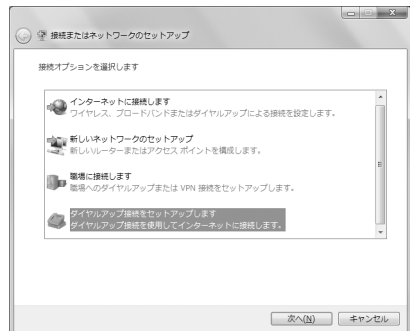 接続またはネットワークのセットアップ
接続オプションを選択します
インターネットに接続します
ワイヤレス、ブロードバンドまたはダイヤルアップによる接続を設定します。
新しいネットワークのセットアップ
新しいルーターまたはアクセス ポイントを構成します。
職場に接続します
職場へのダイヤルアップまたは VPN 接続をセットアップします。
ダイヤルアップ接続をセットアップします
ダイヤルアップ接続を使用してインターネットに接続します。
次へ(N)
キャンセル